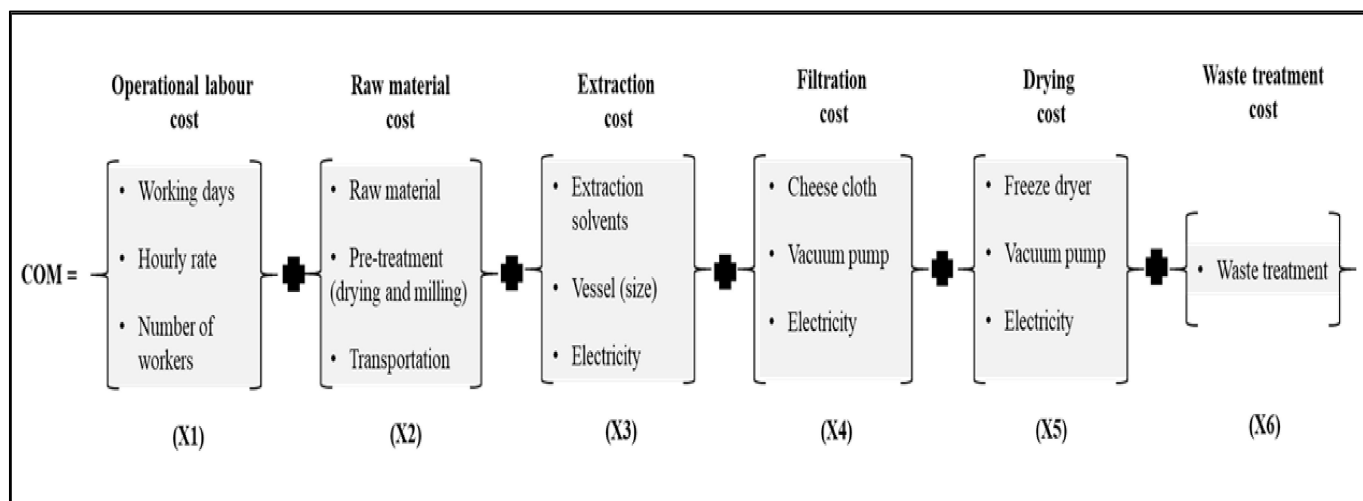 Operational labour
cost
Raw material
cost
Extraction
cost
Filtration
cost
Drying
cost
Waste treatment
cost
COM =
• Working days
• Hourly rate
• Number of
workers
• Raw material
• Pre-treatment
(drying and milling)
• Transportation
• Extraction
solvents
• Vessel (size)
• Electricity
• Cheese cloth
• Vacuum pump
• Electricity
• Freeze dryer
• Vacuum pump
• Electricity
• Waste treatment
(X1)
(X2)
(X3)
(X4)
(X5)
(X6)